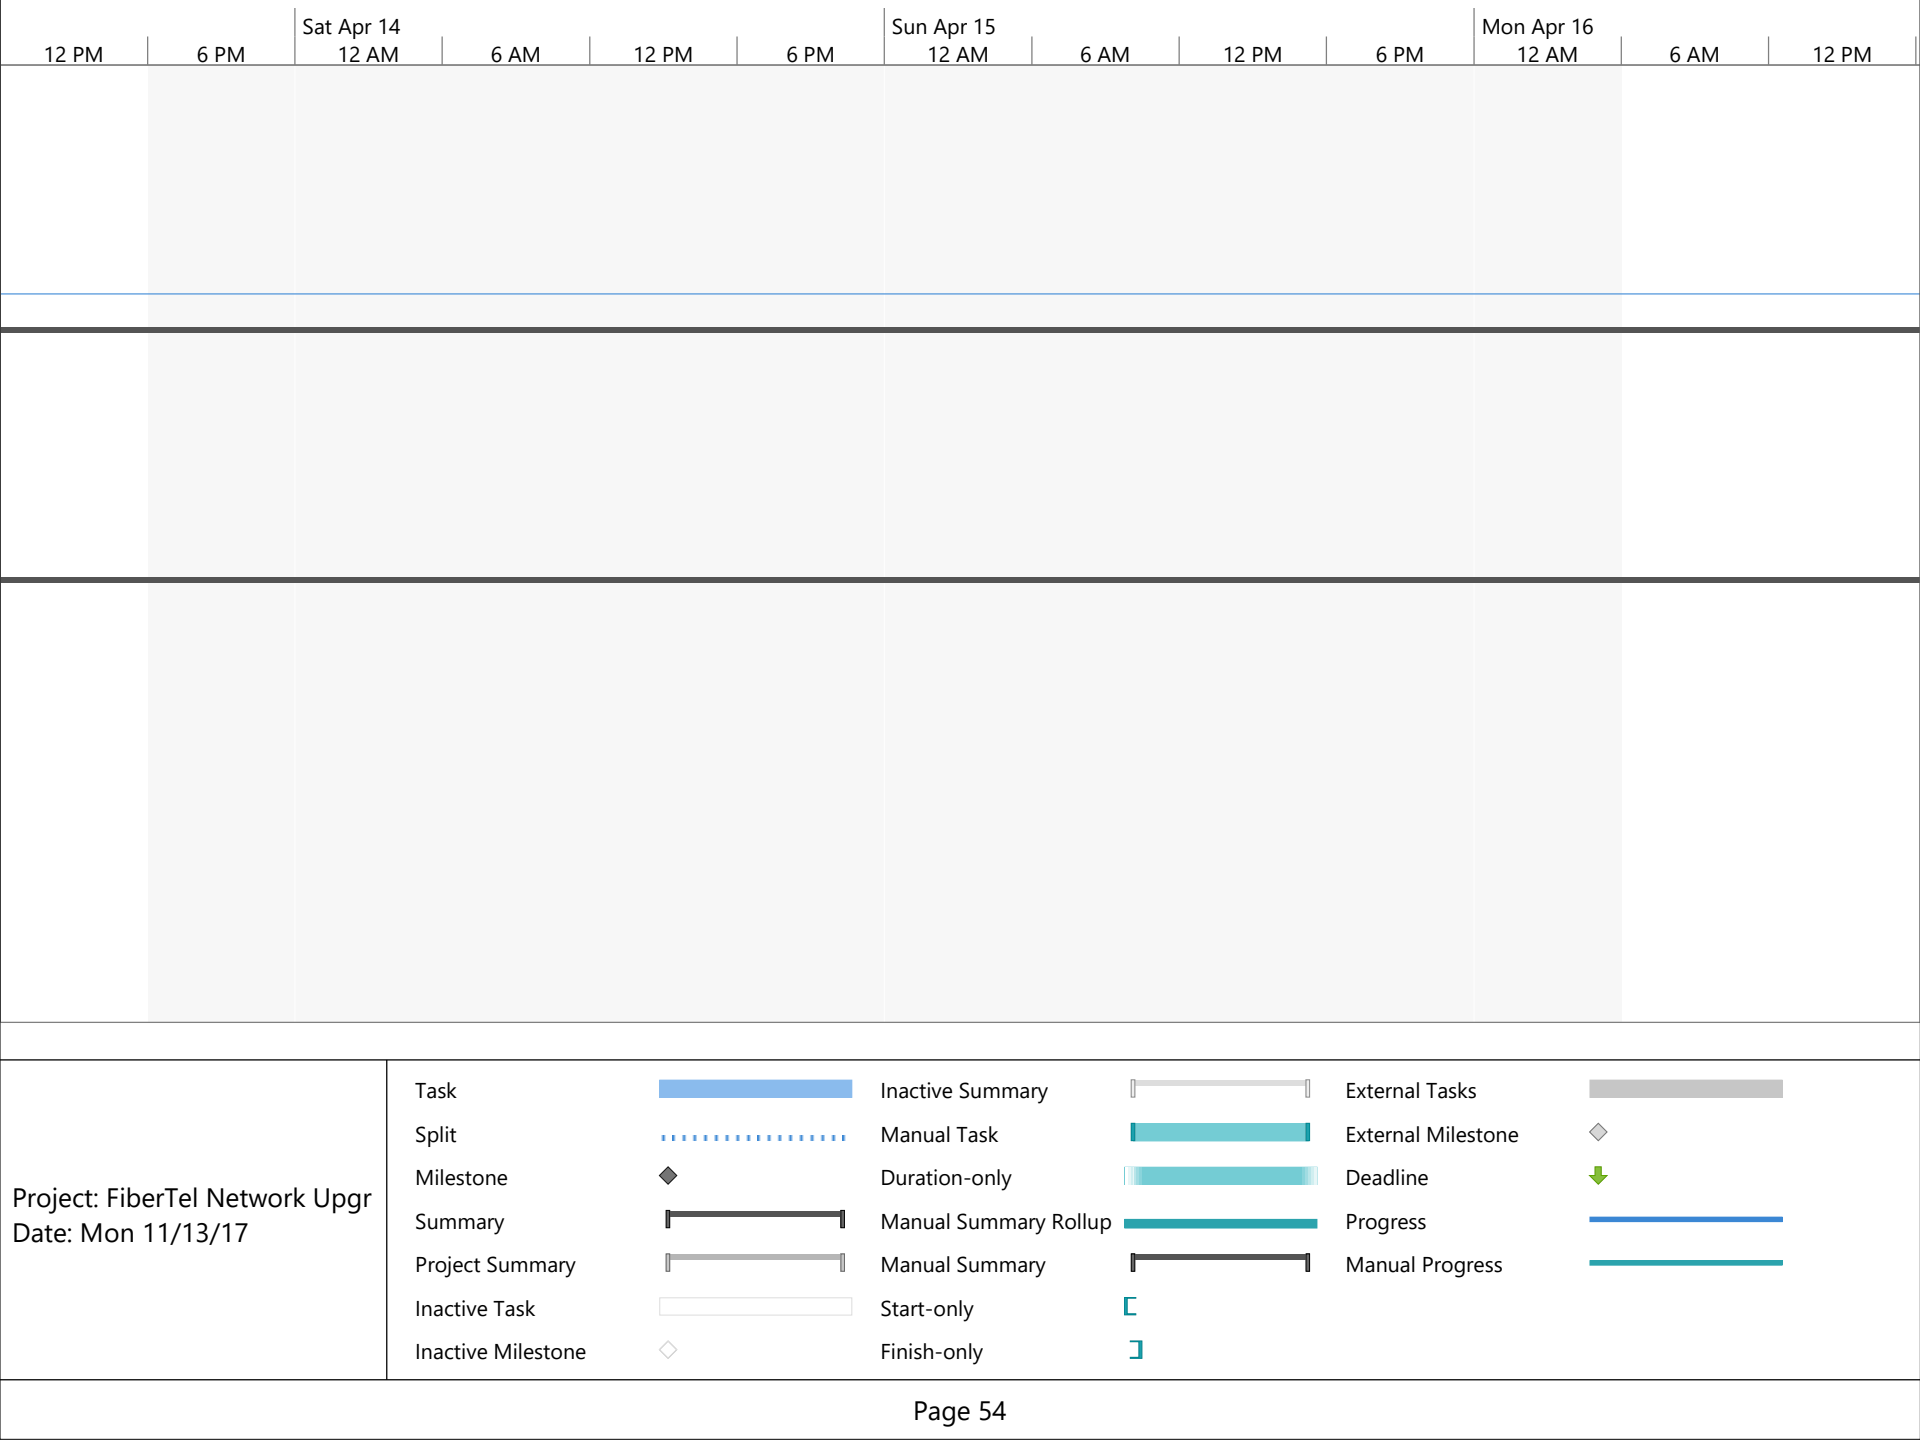 Sat Apr 14 Sun Apr 15 Mon Apr 16
12 PM 6 PM 12 AM 6 AM 12 PM 6 PM 12 AM 6 AM 12 PM 6 PM 12 AM 6 AM 12 PM
Project: FiberTel Network Upgr
Date: Mon 11/13/17
Task
Split
Milestone
Summary
Project Summary
Inactive Task
Inactive Milestone
Inactive Summary
Manual Task
Duration-only
Manual Summary Rollup
Manual Summary
Start-only
Finish-only
External Tasks
External Milestone
Deadline
Progress
Manual Progress
Page 54